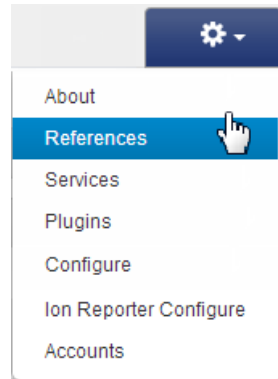 About
References
Services
Plugins
Configure
Ion Reporter Configure
Accounts